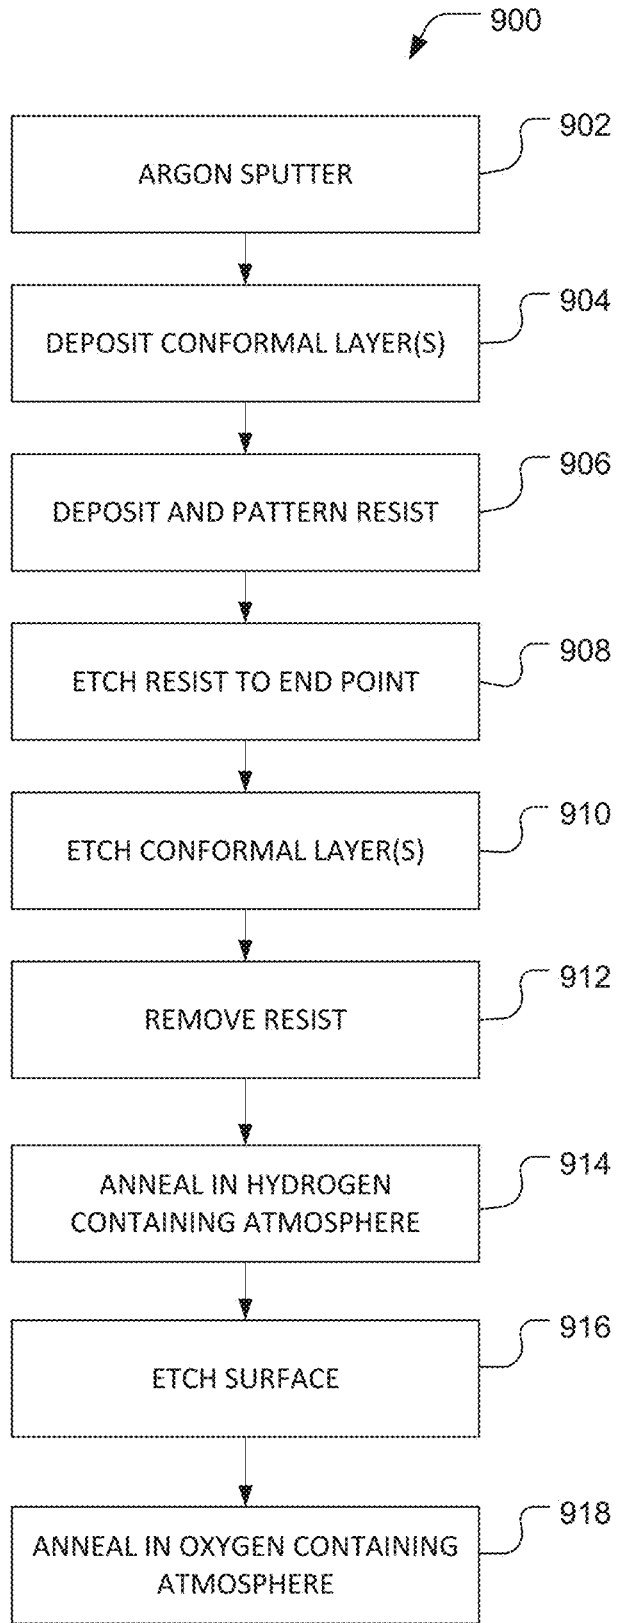 900
902
ARGON SPUTTER
904
DEPOSIT CONFORMAL LAYER(S)
906
DEPOSIT AND PATTERN RESIST
908
ETCH RESIST TO END POINT
910
ETCH CONFORMAL LAYER(S)
912
REMOVE RESIST
914
ANNEAL IN HYDROGEN
CONTAINING ATMOSPHERE
916
ETCH SURFACE
918
ANNEAL IN OXYGEN CONTAINING
ATMOSPHERE